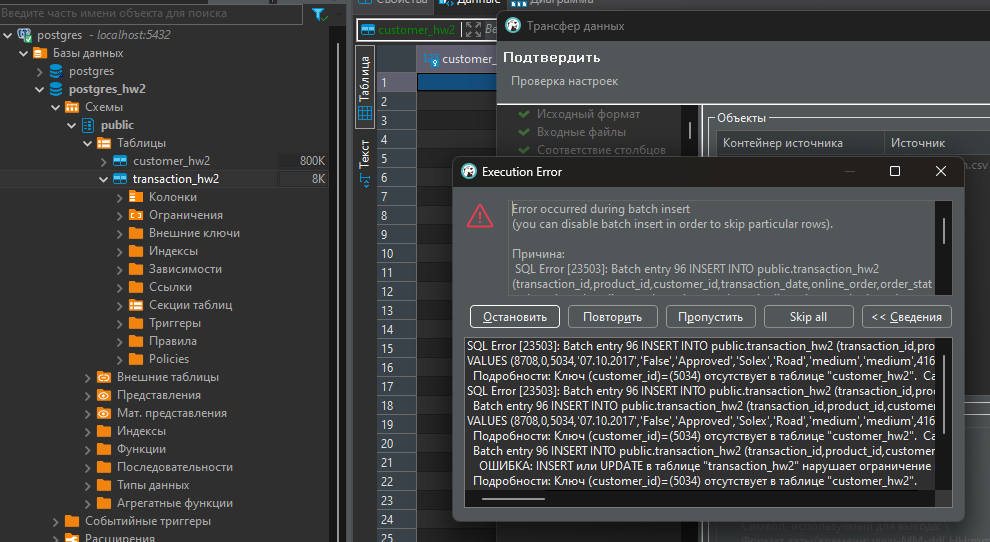 Свойства
Данные
Диаграмма
Введите часть имени объекта для поиска
postgres - localhost:5432
Базы данных
postgres
postgres_hw2
Схемы
public
Таблицы
customer_hw2 800K
transaction_hw2 8K
Колонки
Ограничения
Внешние ключи
Индексы
Зависимости
Ссылки
Секции таблиц
Триггеры
Правила
Policies
Внешние таблицы
Представления
Мат. представления
Индексы
Функции
Последовательности
Типы данных
Агрегатные функции
Событийные триггеры
Расширения
customer_hw2
Таблица
Текст
customer_
1
2
3
4
5
6
7
8
9
10
11
12
13
14
15
16
17
18
19
20
21
22
23
24
25
Трансфер данных
Подтвердить
Проверка настроек
Исходный формат
Входные файлы
Соответствие столбцов
Объекты
Контейнер источника Источник
n.csv
Execution Error
Error occurred during batch insert
(you can disable batch insert in order to skip particular rows).
Причина:
SQL Error [23503]: Batch entry 96 INSERT INTO public.transaction_hw2
(transaction_id,product_id,customer_id,transaction_date,online_order,order_stat
Остановить Повторить Пропустить Skip all << Сведения
SQL Error [23503]: Batch entry 96 INSERT INTO public.transaction_hw2 (transaction_id,pro
VALUES (8708,0,5034,'07.10.2017','False','Approved','Solex','Road','medium','medium',416
Подробности: Ключ (customer_id)=(5034) отсутствует в таблице "customer_hw2". Ca
SQL Error [23503]: Batch entry 96 INSERT INTO public.transaction_hw2 (transaction_id,pro
Batch entry 96 INSERT INTO public.transaction_hw2 (transaction_id,product_id,custome
VALUES (8708,0,5034,'07.10.2017','False','Approved','Solex','Road','medium','medium',416
Подробности: Ключ (customer_id)=(5034) отсутствует в таблице "customer_hw2". Ca
Batch entry 96 INSERT INTO public.transaction_hw2 (transaction_id,product_id,custome
ОШИБКА: INSERT или UPDATE в таблице "transaction_hw2" нарушает ограничение
Подробности: Ключ (customer_id)=(5034) отсутствует в таблице "customer_hw2".